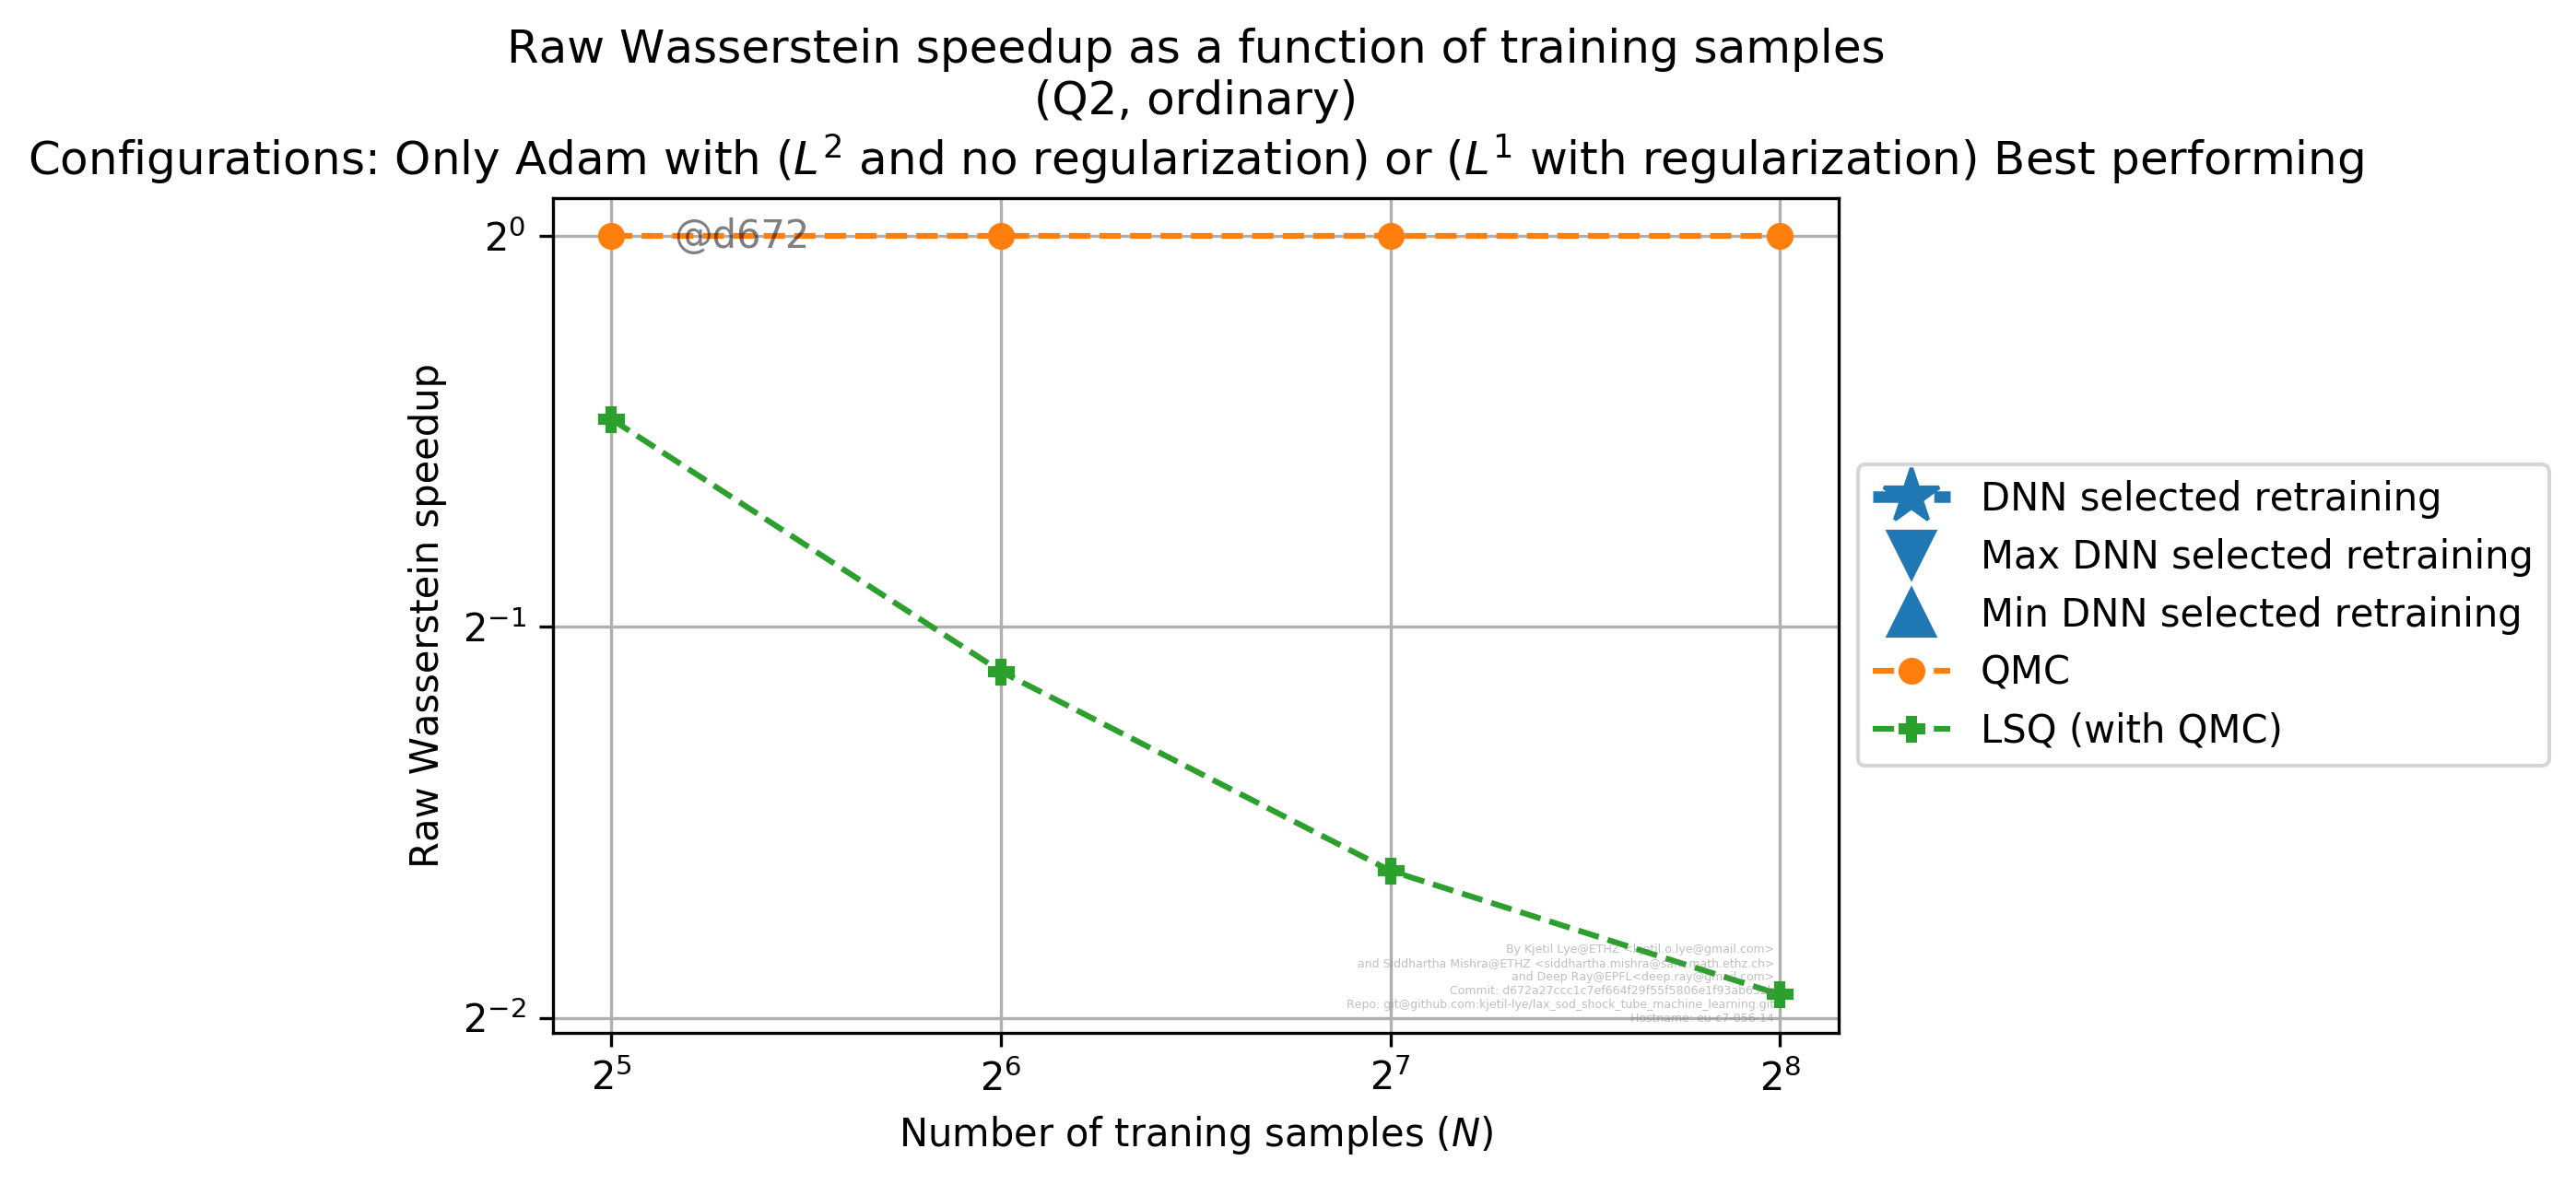 Raw Wasserstein speedup as a function of training samples
(Q2, ordinary)
Configurations: Only Adam with (L² and no regularization) or (L¹ with regularization) Best performing
2⁰
@d672
2⁻¹
2⁻²
Raw Wasserstein speedup
DNN selected retraining
Max DNN selected retraining
Min DNN selected retraining
QMC
LSQ (with QMC)
By Kjetil Lye@ETHZ <kjetil.o.lye@gmail.com>
and Siddhartha Mishra@ETHZ <siddhartha.mishra@sam.math.ethz.ch>
and Deep Ray@EPFL<deep.ray@gmail.com>
Commit:
Repo: git@github.com:kjetil-lye/lax_sod_shock_tube_machine_learning.git
Hostname: eu-c7-056-14
2⁵
2⁶
2⁷
2⁸
Number of traning samples (N)